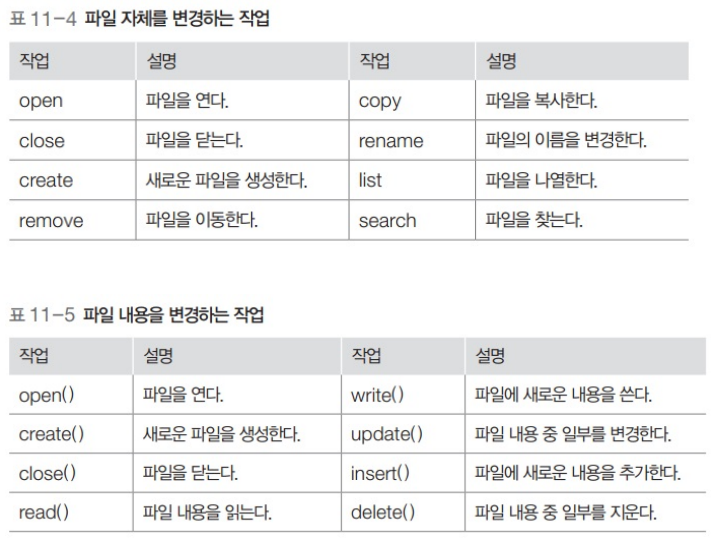 표 11-4 파일 자체를 변경하는 작업
작업 설명 작업 설명
open 파일을 연다. copy 파일을 복사한다.
close 파일을 닫는다. rename 파일의 이름을 변경한다.
create 새로운 파일을 생성한다. list 파일을 나열한다.
remove 파일을 이동한다. search 파일을 찾는다.
표 11-5 파일 내용을 변경하는 작업
작업 설명 작업 설명
open() 파일을 연다. write() 파일에 새로운 내용을 쓴다.
create() 새로운 파일을 생성한다. update() 파일 내용 중 일부를 변경한다.
close() 파일을 닫는다. insert() 파일에 새로운 내용을 추가한다.
read() 파일 내용을 읽는다. delete() 파일 내용 중 일부를 지운다.